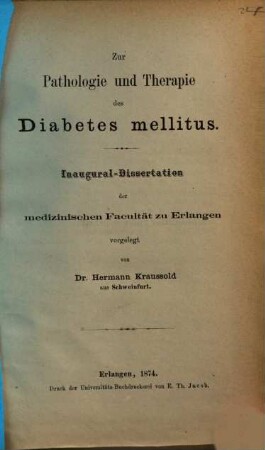 Zur
Pathologie und Therapie
des
Diabetes mellitus.
Inaugural-Dissertation
der
medizinischen Facultät zu Erlangen
vorgelegt
von
Dr. Hermann Kraussold
aus Schweinfurt.
Erlangen, 1874.
Druck der Universitäts-Buchdruckerei von E. Th. Jacob.